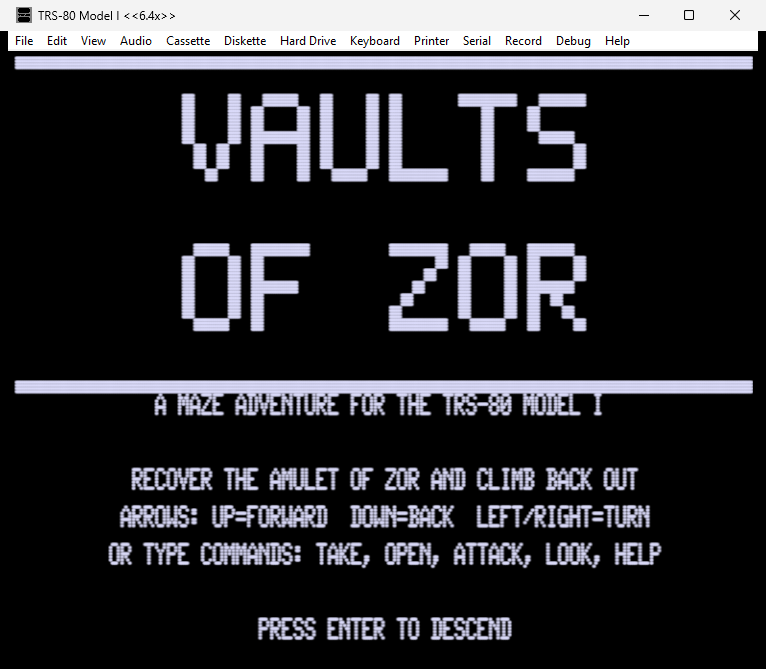 TRS-80 Model I <<6.4x>>
File Edit View Audio Cassette Diskette Hard Drive Keyboard Printer Serial Record Debug Help
VAULTS
OF ZOR
A MAZE ADVENTURE FOR THE TRS-80 MODEL I
RECOVER THE AMULET OF ZOR AND CLIMB BACK OUT
ARROWS: UP=FORWARD DOWN=BACK LEFT/RIGHT=TURN
OR TYPE COMMANDS: TAKE, OPEN, ATTACK, LOOK, HELP
PRESS ENTER TO DESCEND